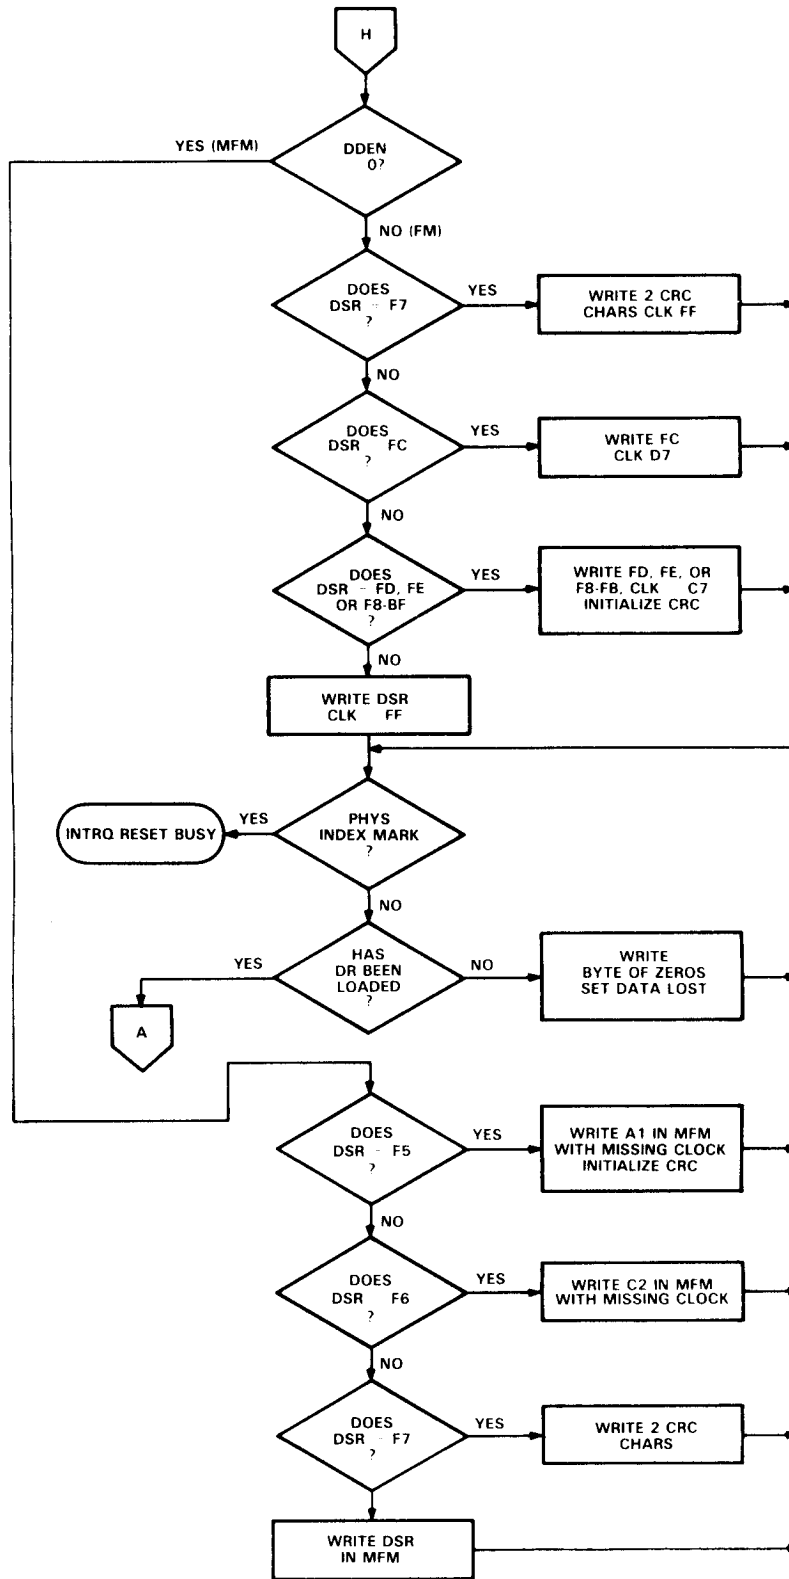 H
YES (MFM)
DDEN
0?
NO (FM)
DOES
DSR = F7
?
YES
WRITE 2 CRC
CHARS CLK FF
NO
DOES
DSR FC
?
YES
WRITE FC
CLK D7
NO
DOES
DSR = FD, FE
OR F8-BF
?
YES
WRITE FD, FE, OR
F8-FB, CLK C7
INITIALIZE CRC
NO
WRITE DSR
CLK FF
PHYS
INDEX MARK
?
YES
INTRQ RESET BUSY
NO
HAS
DR BEEN
LOADED
?
YES
A
NO
WRITE
BYTE OF ZEROS
SET DATA LOST
DOES
DSR = F5
?
YES
WRITE A1 IN MFM
WITH MISSING CLOCK
INITIALIZE CRC
NO
DOES
DSR F6
?
YES
WRITE C2 IN MFM
WITH MISSING CLOCK
NO
DOES
DSR = F7
?
YES
WRITE 2 CRC
CHARS
WRITE DSR
IN MFM